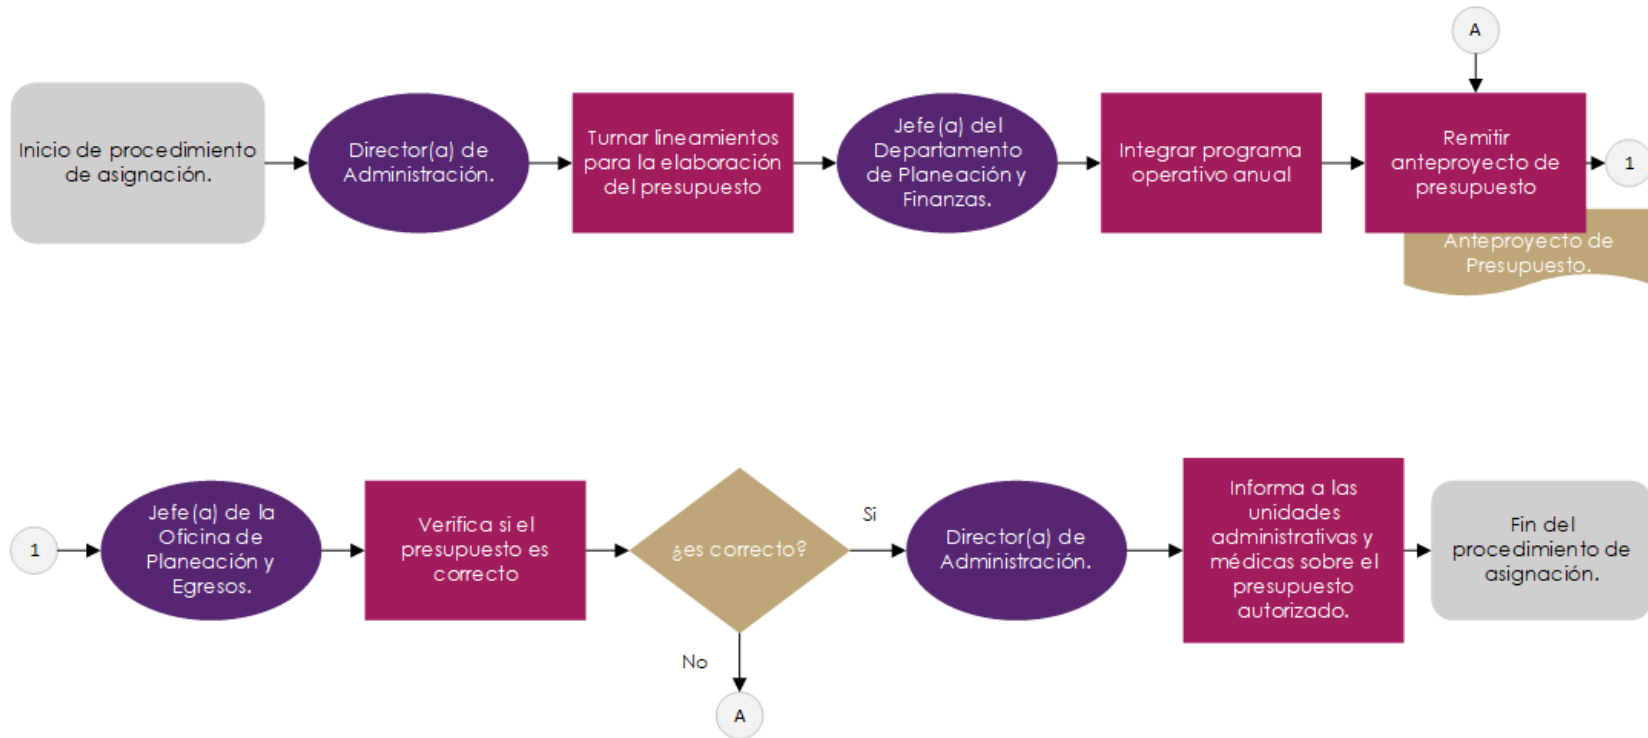 A
Inicio de procedimiento
de asignación.
Director(a) de
Administración.
Turnar lineamientos
para la elaboración
del presupuesto
Jefe(a) del
Departamento
de Planeación y
Finanzas.
Integrar programa
operativo anual
Remitir
anteproyecto de
presupuesto
1
Anteproyecto de
Presupuesto.
1
Jefe(a) de la
Oficina de
Planeación y
Egresos.
Verifica si el
presupuesto es
correcto
¿es correcto?
Si
No
A
Director(a) de
Administración.
Informa a las
unidades
administrativas y
médicas sobre el
presupuesto
autorizado.
Fin del
procedimiento de
asignación.